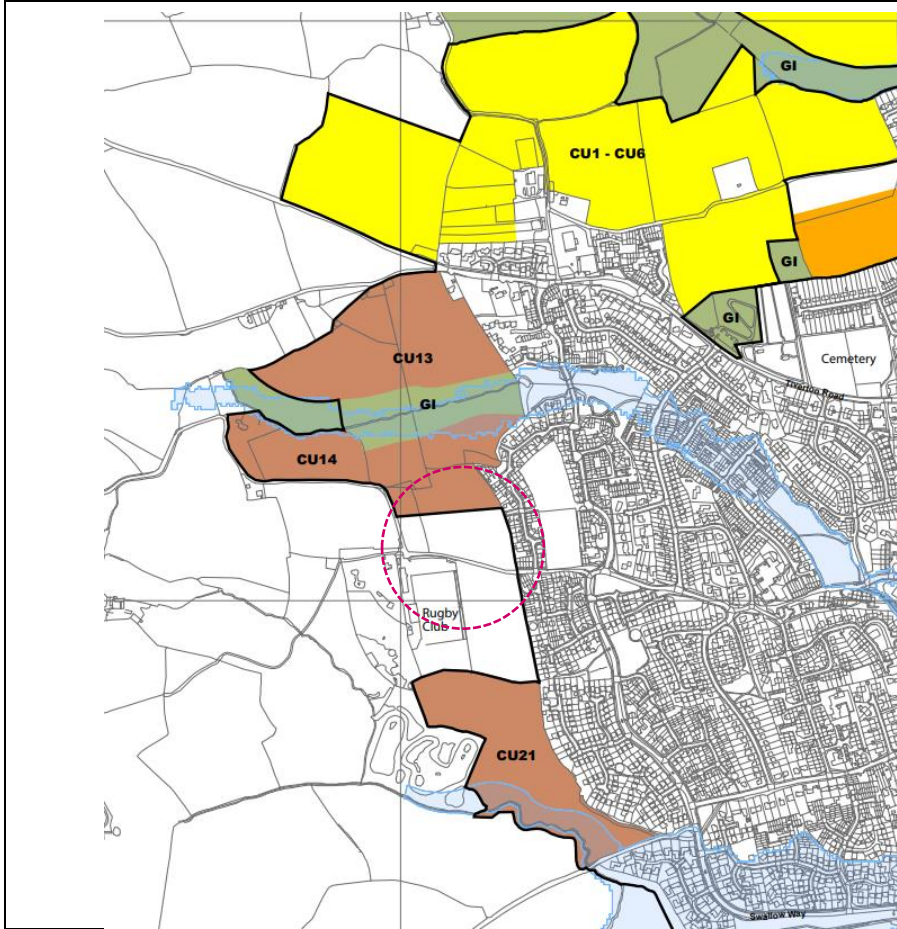 GI
CU1 - CU6
GI
GI
CU13
Cemetery
Tiverton Road
GI
CU14
Rugby
Club
CU21
Swallow Way